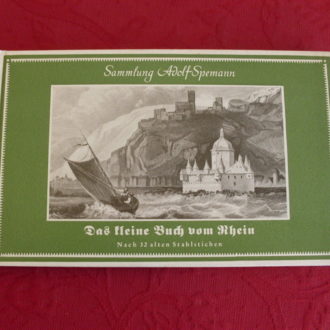 Sammlung Adolf Spemann
Das kleine Buch vom Rhein
Nach 32 alten Stahlstichen